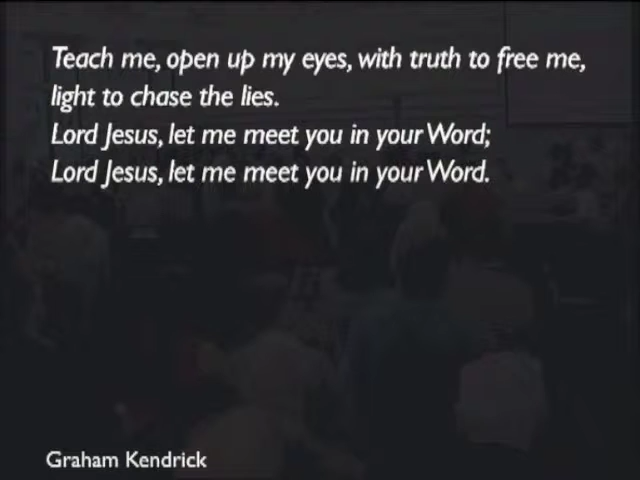 Teach me, open up my eyes, with truth to free me,
light to chase the lies.
Lord Jesus, let me meet you in your Word;
Lord Jesus, let me meet you in your Word.
Graham Kendrick